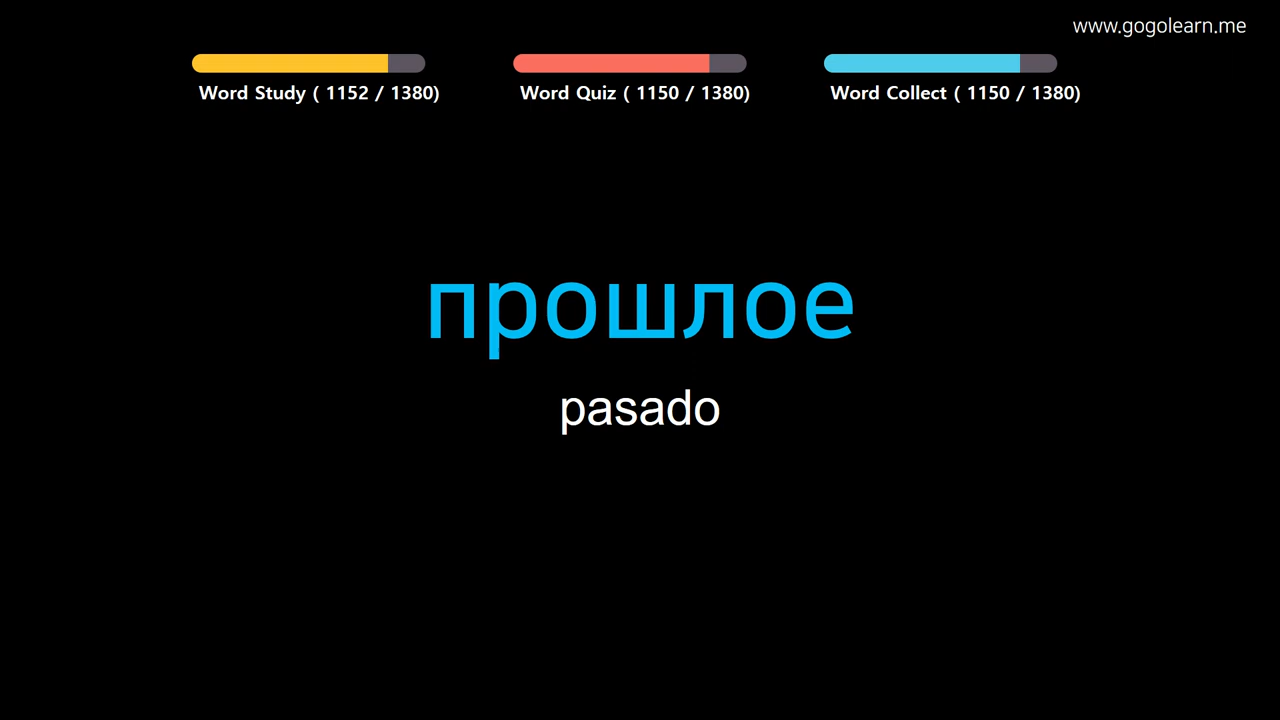 www.gogolearn.me
Word Study ( 1152 / 1380)
Word Quiz ( 1150 / 1380)
Word Collect ( 1150 / 1380)
прошлое
pasado